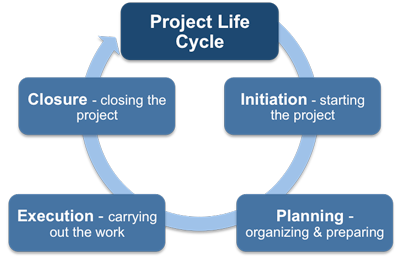 Project Life
Cycle
Closure - closing the
project
Initiation - starting
the project
Execution - carrying
out the work
Planning -
organizing & preparing